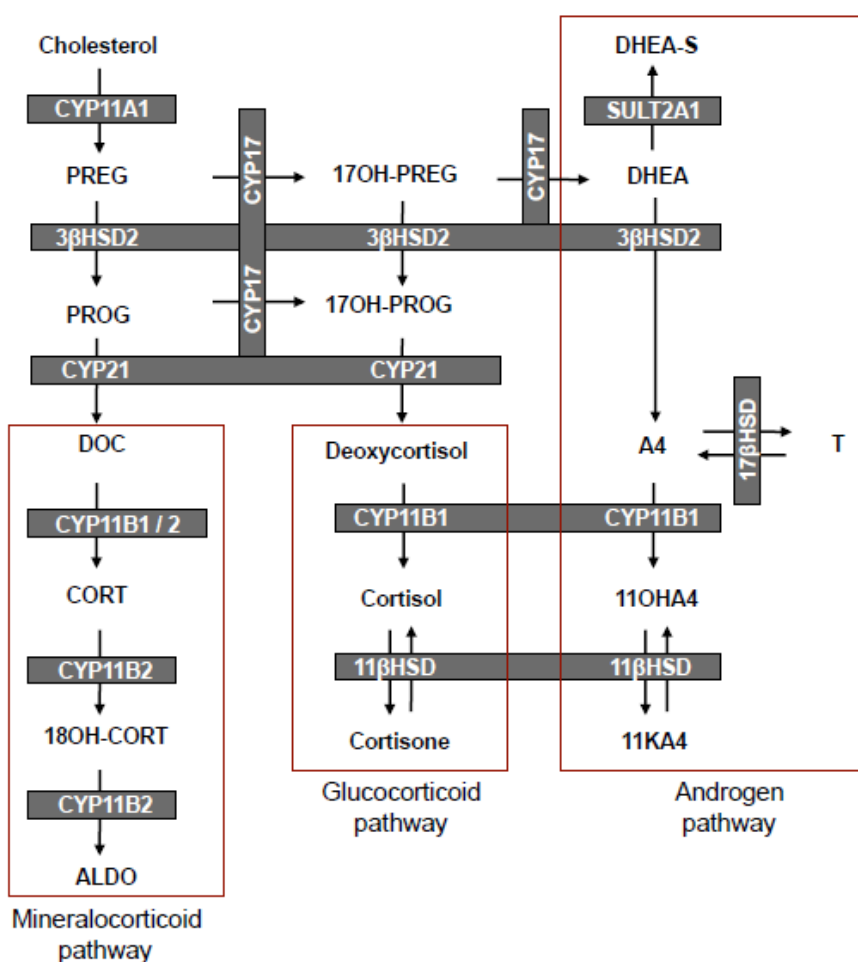 Cholesterol
DHEA-S
CYP11A1
SULT2A1
CYP17
CYP17
PREG
17OH-PREG
DHEA
3βHSD2
3βHSD2
3βHSD2
CYP17
PROG
17OH-PROG
CYP21
CYP21
17βHSD
DOC
Deoxycortisol
A4
T
CYP11B1 / 2
CYP11B1
CYP11B1
CORT
Cortisol
11OHA4
CYP11B2
11βHSD
11βHSD
18OH-CORT
Cortisone
11KA4
CYP11B2
Glucocorticoid
pathway
Androgen
pathway
ALDO
Mineralocorticoid
pathway